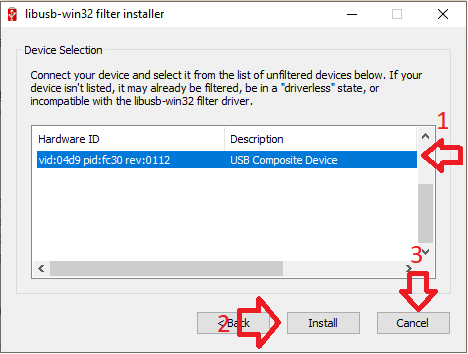 libusb-win32 filter installer
Device Selection
Connect your device and select it from the list of unfiltered devices below. If your
device isn't listed, it may already be filtered, be in a "driverless" state, or
incompatible with the libusb-win32 filter driver.
1
Hardware ID Description
vid:04d9 pid:fc30 rev:0112 USB Composite Device
3
2 < Back Install Cancel